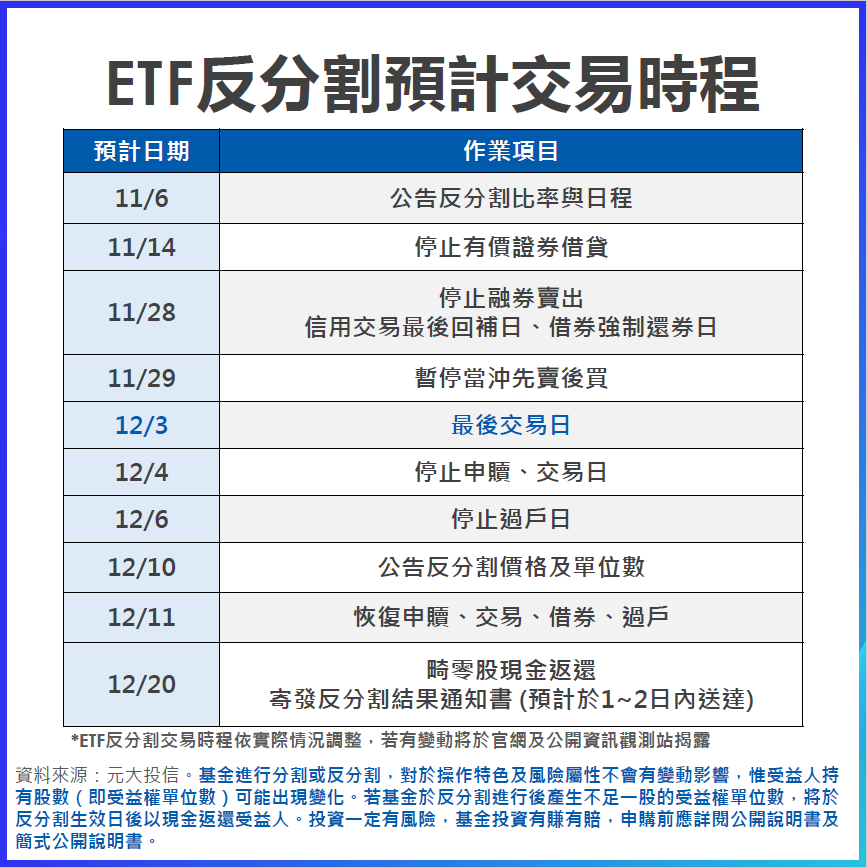 ETF反分割預計交易時程
預計日期 作業項目
11/6 公告反分割比率與日程
11/14 停止有價證券借貸
11/28 停止融券賣出
信用交易最後回補日、借券強制還券日
11/29 暫停當沖先賣後買
12/3 最後交易日
12/4 停止申贖、交易日
12/6 停止過戶日
12/10 公告反分割價格及單位數
12/11 恢復申贖、交易、借券、過戶
12/20 畸零股現金返還
寄發反分割結果通知書 (預計於1~2日內送達)
*ETF反分割交易時程依實際情況調整，若有變動將於官網及公開資訊觀測站揭露
資料來源：元大投信。基金進行分割或反分割，對於操作特色及風險屬性不會有變動影響，惟受益人持
有股數（即受益權單位數）可能出現變化。若基金於反分割進行後產生不足一股的受益權單位數，將於
反分割生效日後以現金返還受益人。投資一定有風險，基金投資有賺有賠，申購前應詳閱公開說明書及
簡式公開說明書。